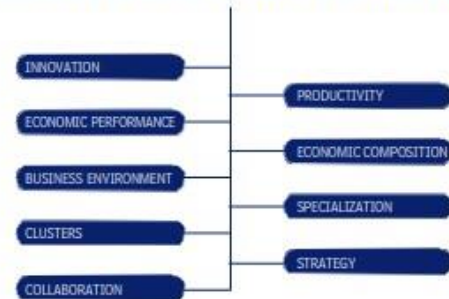 INNOVATION
PRODUCTIVITY
ECONOMIC PERFORMANCE
ECONOMIC COMPOSITION
BUSINESS ENVIRONMENT
SPECIALIZATION
CLUSTERS
STRATEGY
COLLABORATION